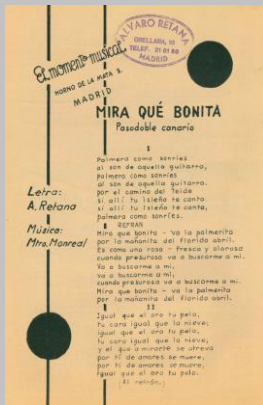 ALVARO RETANA
ORELLANA, 10
TELEF. 31 01 80
MADRID
El momento musical
HORNO DE LA MATA 3.
MADRID
MIRA QUÉ BONITA
Pasodoble canario
Letra:
A. Retana
Música:
Mtro. Monreal
I
Palmera como sonríes
al son de aquella guitarra,
palmera como sonríes
al son de aquella guitarra.
por el camino del Teide
si allí tu isleña te canta,
si allí tu isleña te canta,
palmera como sonríes.
REFRAN
Mira que bonita - va la palmerita
por la mañanita del florido abril.
Es como una rosa - fresca y olorosa
cuando presurosa va a buscarme a mí.
Va a buscarme a mí,
va a buscarme a mí,
cuando presurosa va a buscarme a mí.
Mira que bonita - va la palmerita
por la mañanita del florido abril.
II
Igual que el oro tu pelo,
tu cara igual que la nieve;
igual que el oro tu pelo,
tu cara igual que la nieve;
y el que a mirarte se atreve
por ti de amores se muere,
por ti de amores se muere,
igual que el oro tu pelo.
(Al refrán.)